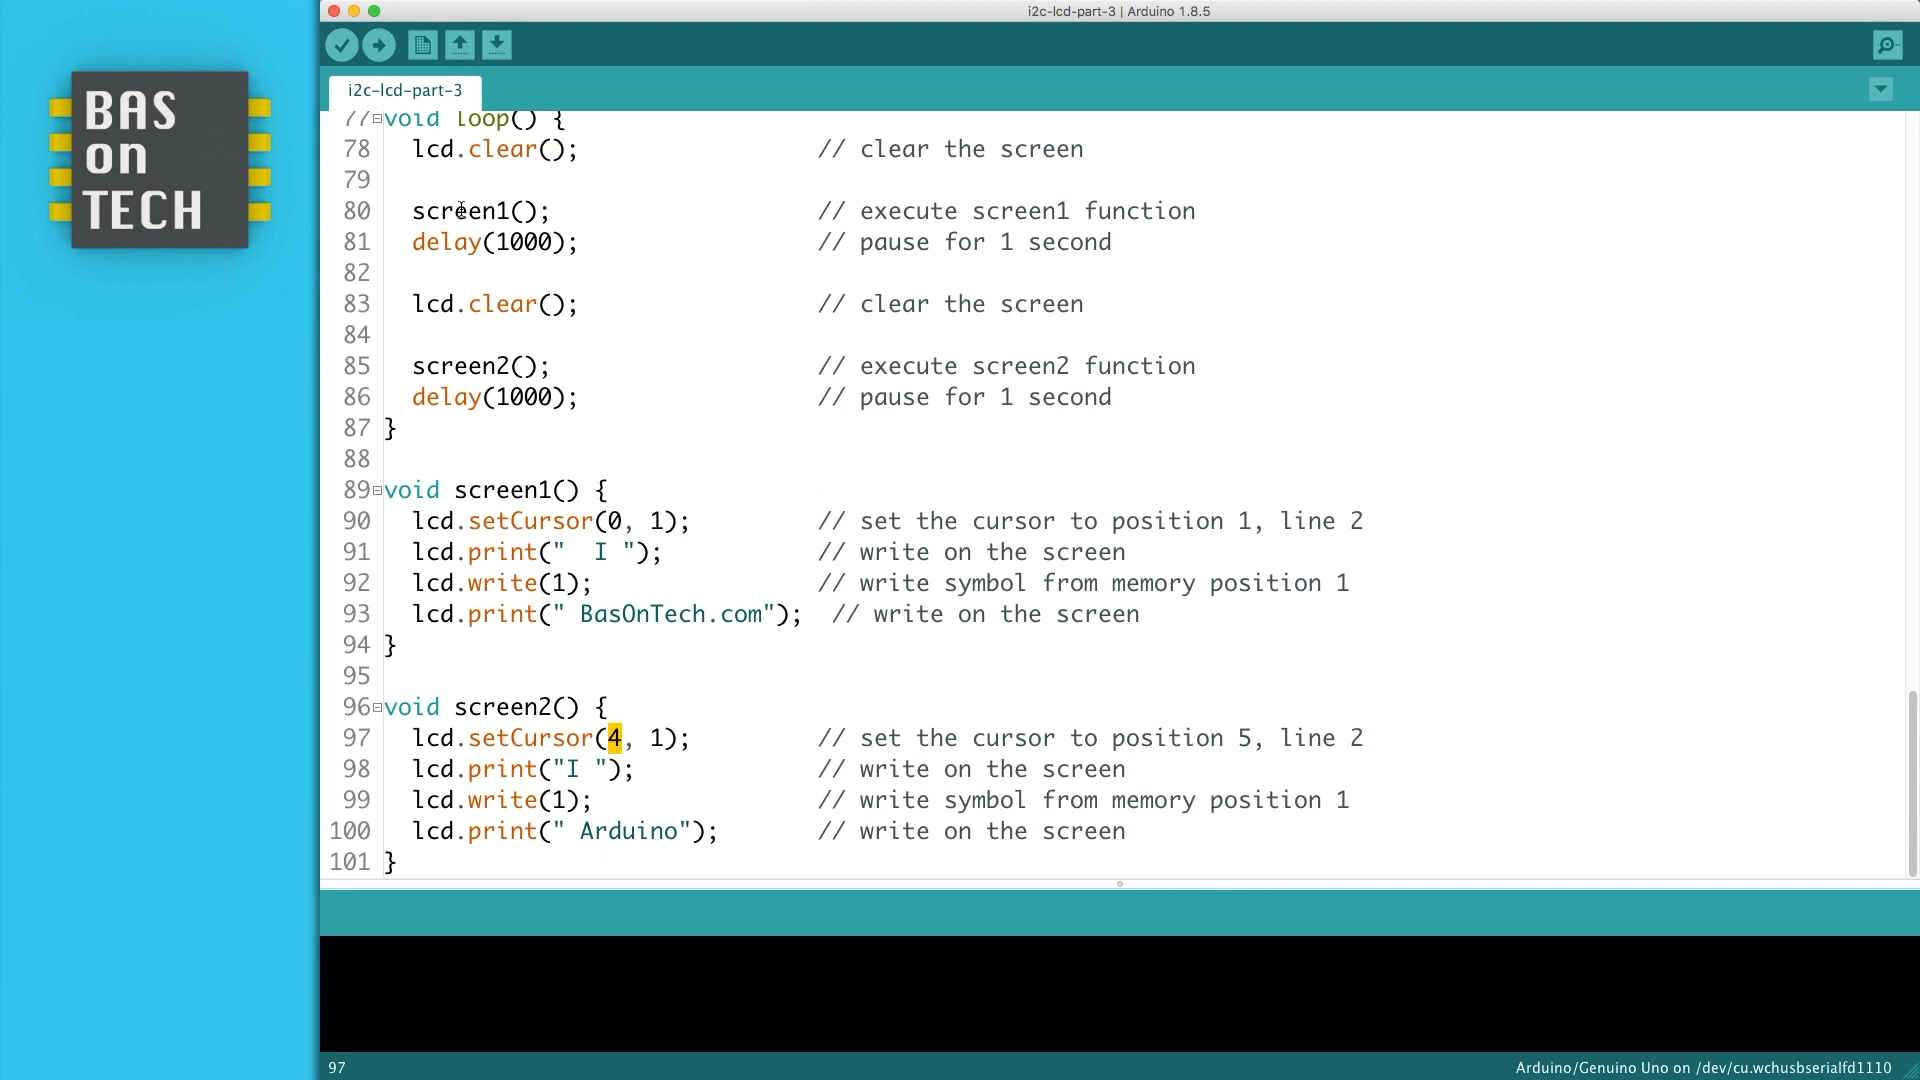 i2c-lcd-part-3 | Arduino 1.8.5
BAS
on
TECH
i2c-lcd-part-3
77 void loop() {
78   lcd.clear();                 // clear the screen
79
80   screen1();                   // execute screen1 function
81   delay(1000);                 // pause for 1 second
82
83   lcd.clear();                 // clear the screen
84
85   screen2();                   // execute screen2 function
86   delay(1000);                 // pause for 1 second
87 }
88
89 void screen1() {
90   lcd.setCursor(0, 1);         // set the cursor to position 1, line 2
91   lcd.print("  I ");           // write on the screen
92   lcd.write(1);                // write symbol from memory position 1
93   lcd.print(" BasOnTech.com");  // write on the screen
94 }
95
96 void screen2() {
97   lcd.setCursor(4, 1);         // set the cursor to position 5, line 2
98   lcd.print("I ");             // write on the screen
99   lcd.write(1);                // write symbol from memory position 1
100   lcd.print(" Arduino");       // write on the screen
101 }
97
Arduino/Genuino Uno on /dev/cu.wchusbserialfd1110